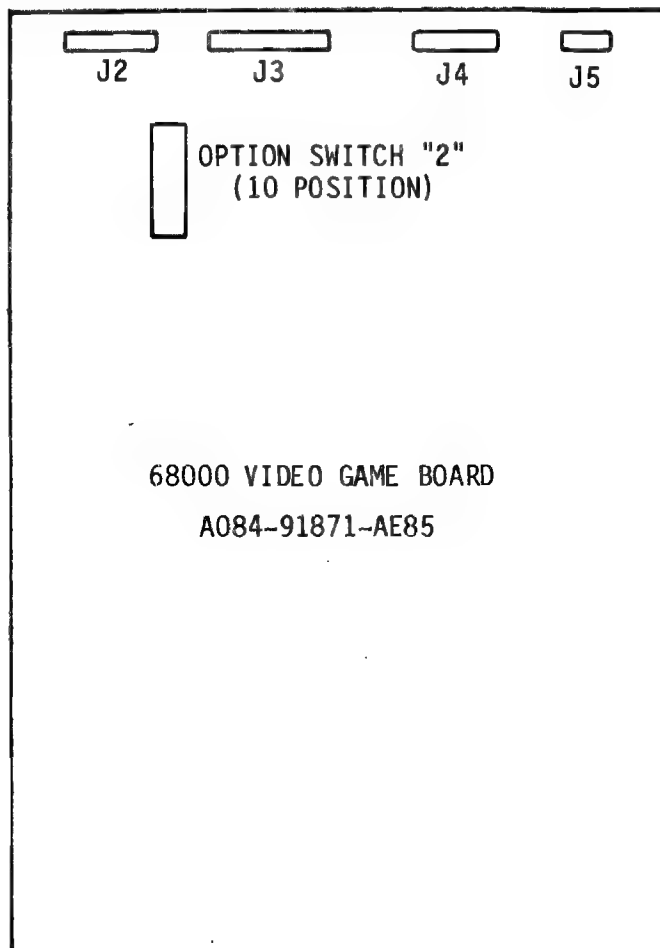 J2 J3 J4 J5
OPTION SWITCH "2"
(10 POSITION)
68000 VIDEO GAME BOARD
A084-91871-AE85